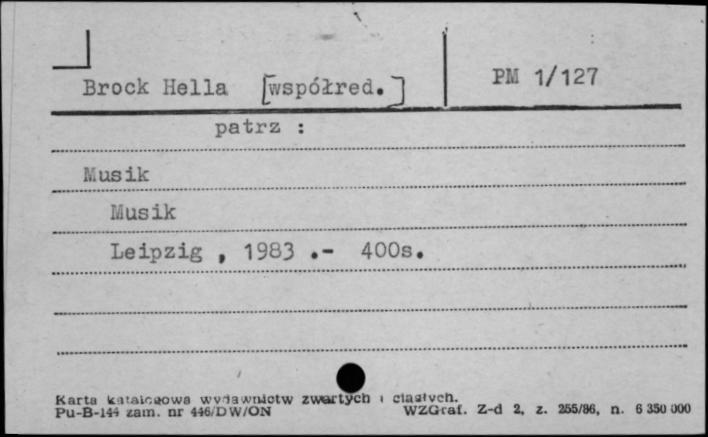 Brock Hella [współred.] PM 1/127
patrz :
Musik
Musik
Leipzig , 1983 .- 400s.
Karta katalogowa wydawnictw zwartych i ciągłych.
Pu-B-144 zam. nr 446/DW/ON WZGraf. Z-d 2, z. 255/86, n. 6 350 000